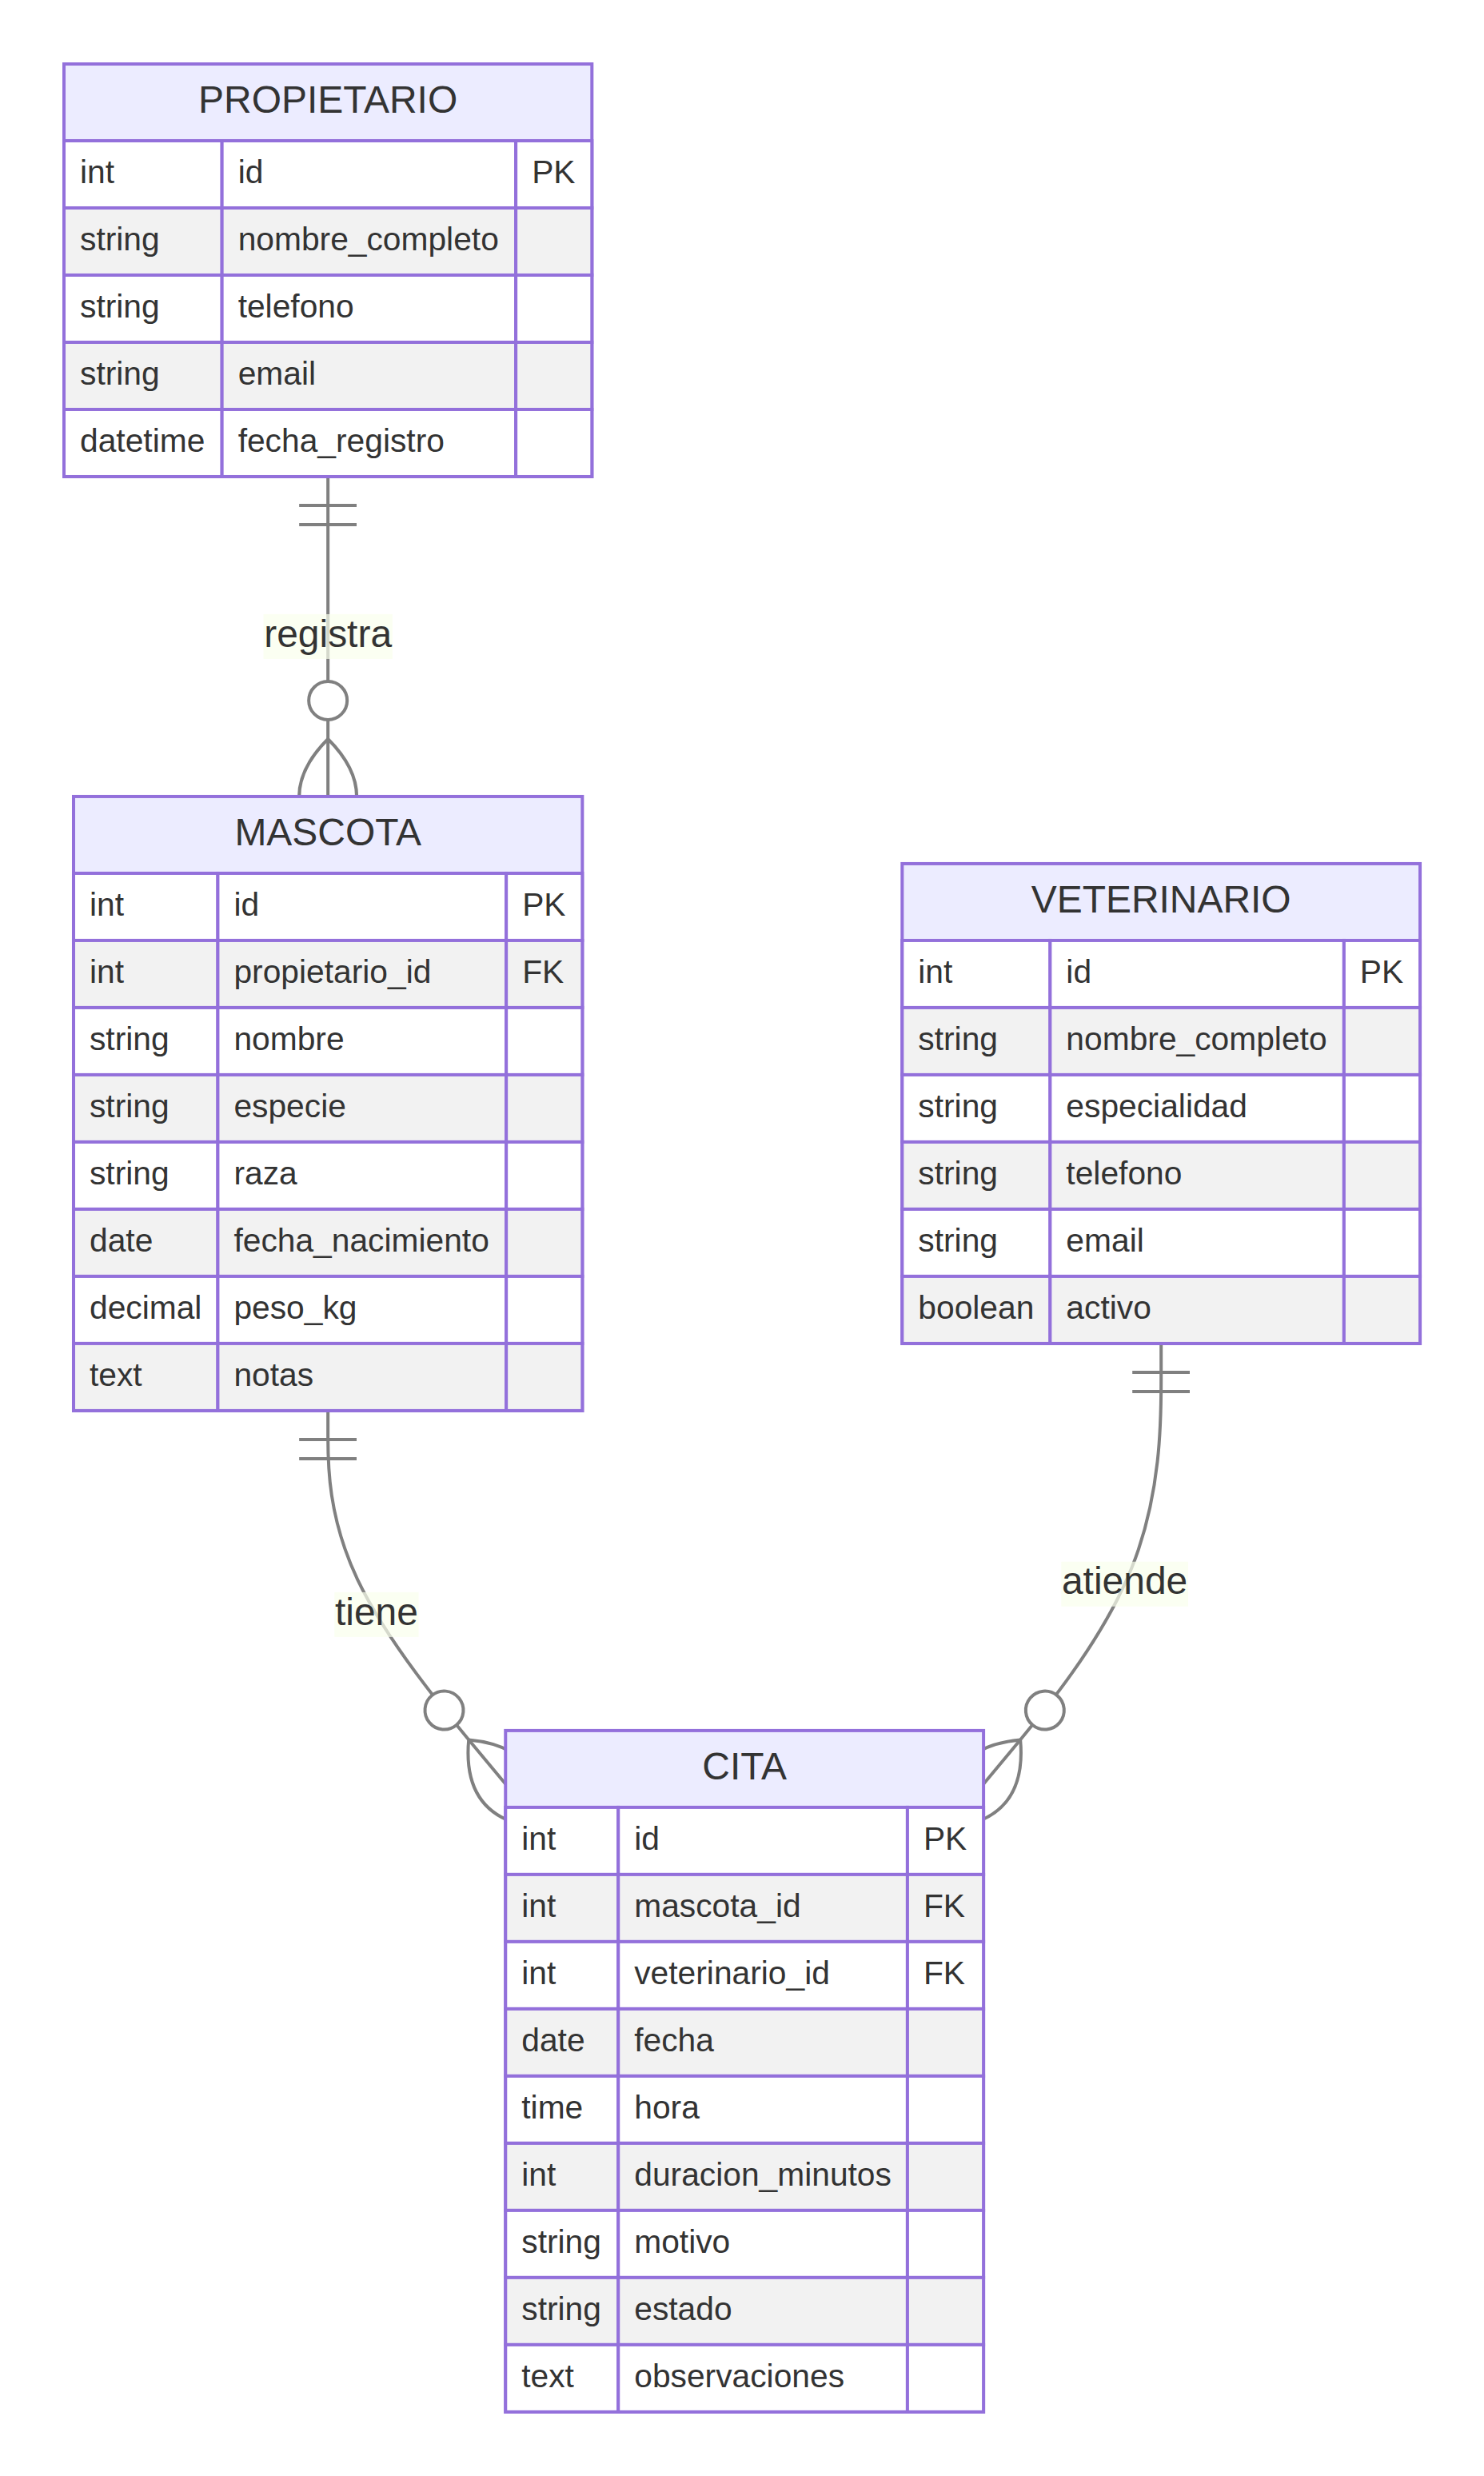 PROPIETARIO
int id PK
string nombre_completo
string telefono
string email
datetime fecha_registro
registra
MASCOTA
int id PK
int propietario_id FK
string nombre
string especie
string raza
date fecha_nacimiento
decimal peso_kg
text notas
VETERINARIO
int id PK
string nombre_completo
string especialidad
string telefono
string email
boolean activo
tiene
atiende
CITA
int id PK
int mascota_id FK
int veterinario_id FK
date fecha
time hora
int duracion_minutos
string motivo
string estado
text observaciones